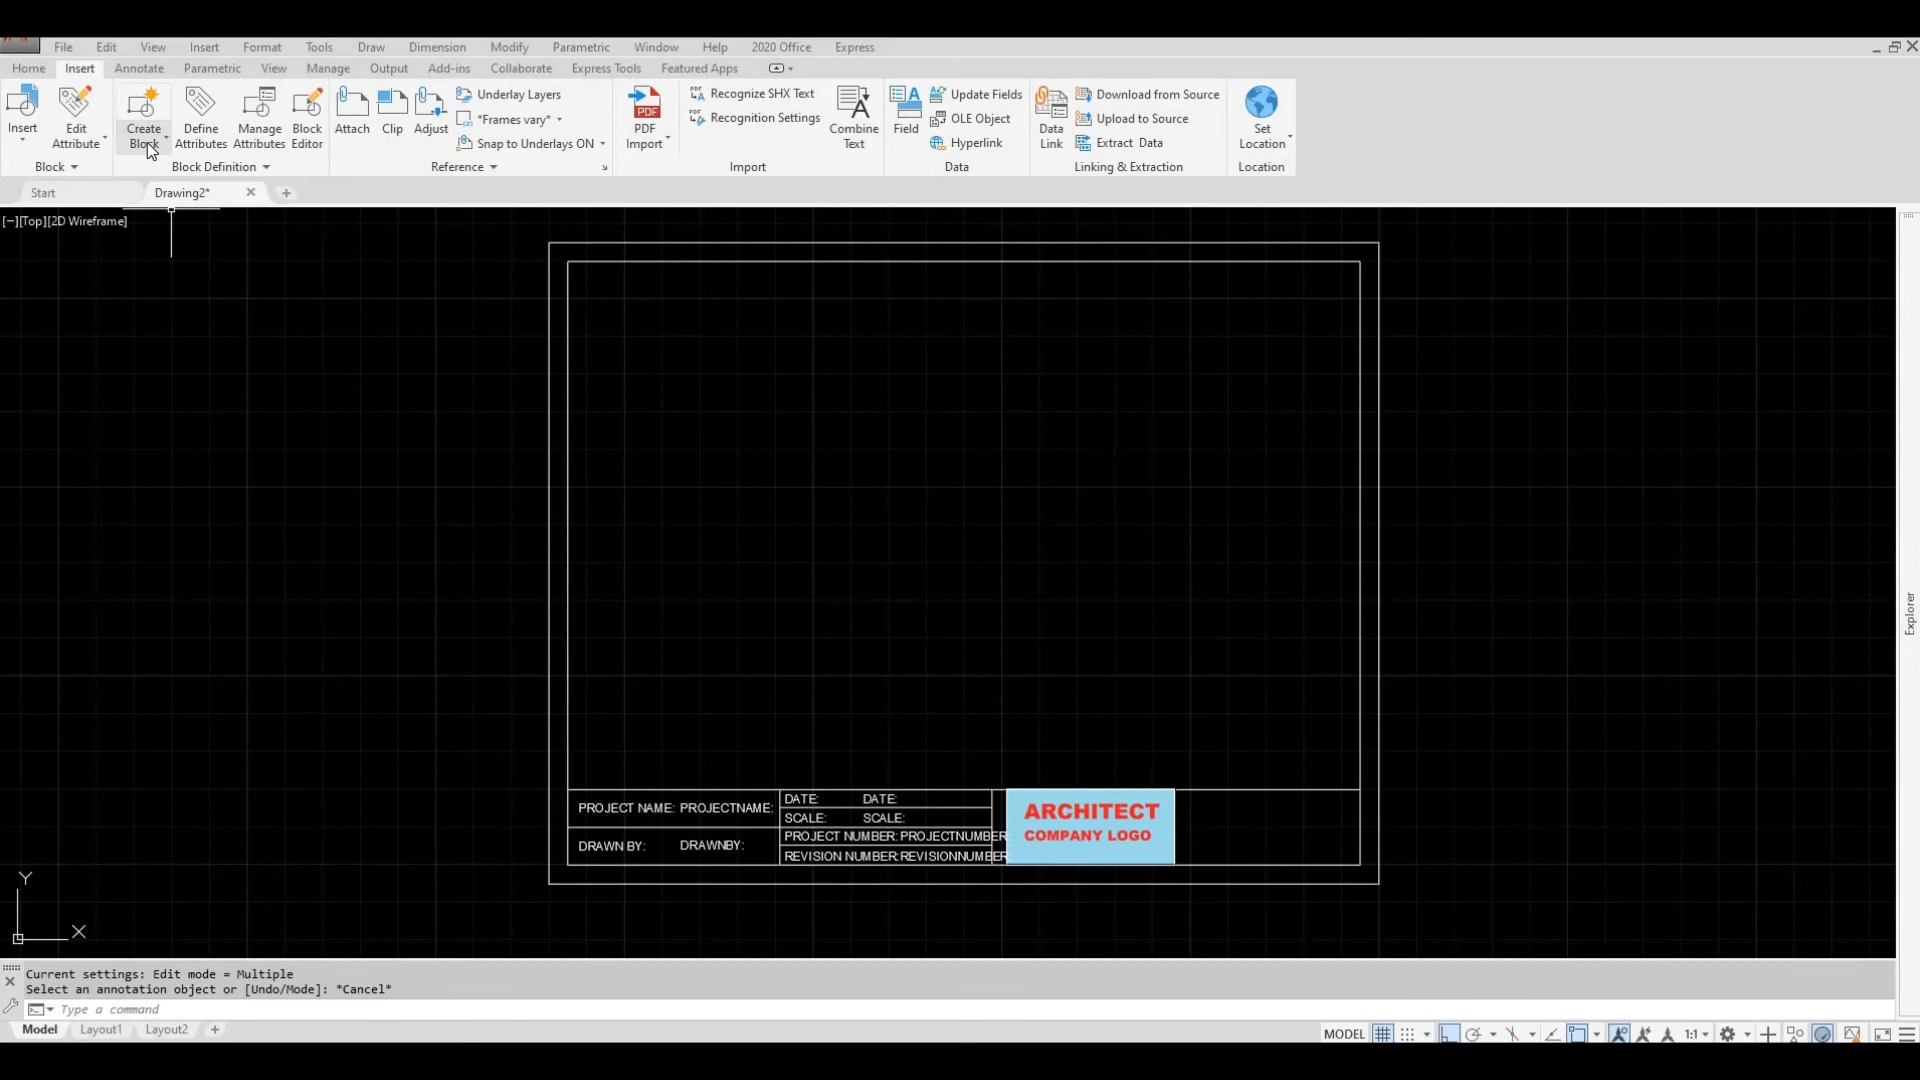 File Edit View Insert Format Tools Draw Dimension Modify Parametric Window Help 2020 Office Express
Home Insert Annotate Parametric View Manage Output Add-ins Collaborate Express Tools Featured Apps
Insert
Edit
Attribute
Block
Create
Block
Define
Attributes
Manage
Attributes
Block
Editor
Block Definition
Attach
Clip
Adjust
Underlay Layers
*Frames vary*
Snap to Underlays ON
Reference
PDF
PDF
Import
Recognize SHX Text
Recognition Settings
Combine
Text
Import
Field
Update Fields
OLE Object
Hyperlink
Data
Data
Link
Download from Source
Upload to Source
Extract Data
Linking & Extraction
Set
Location
Location
Start Drawing2*
[−][Top][2D Wireframe]
PROJECT NAME: PROJECTNAME:
DRAWN BY: DRAWNBY:
DATE: DATE:
SCALE: SCALE:
PROJECT NUMBER: PROJECTNUMBER:
REVISION NUMBER: REVISIONNUMBER:
ARCHITECT
COMPANY LOGO
Y
X
Explorer
Current settings: Edit mode = Multiple
Select an annotation object or [Undo/Mode]: *Cancel*
Type a command
Model Layout1 Layout2
MODEL 1:1